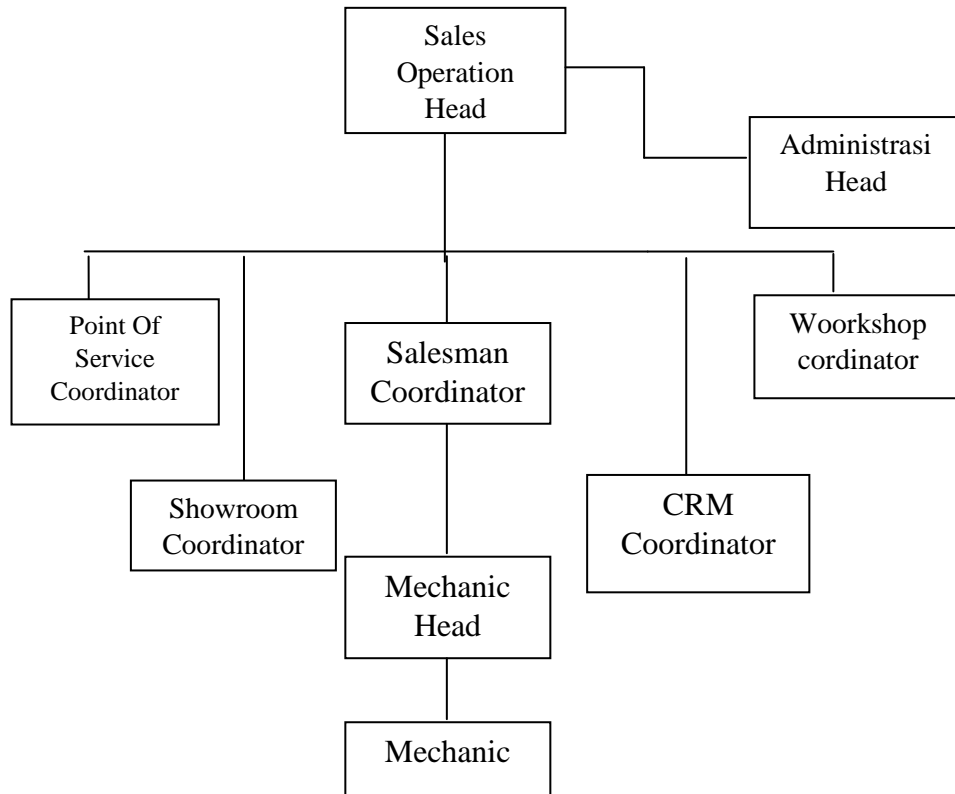 Sales
Operation
Head
Administrasi
Head
Point Of
Service
Coordinator
Salesman
Coordinator
Woorkshop
cordinator
Showroom
Coordinator
CRM
Coordinator
Mechanic
Head
Mechanic